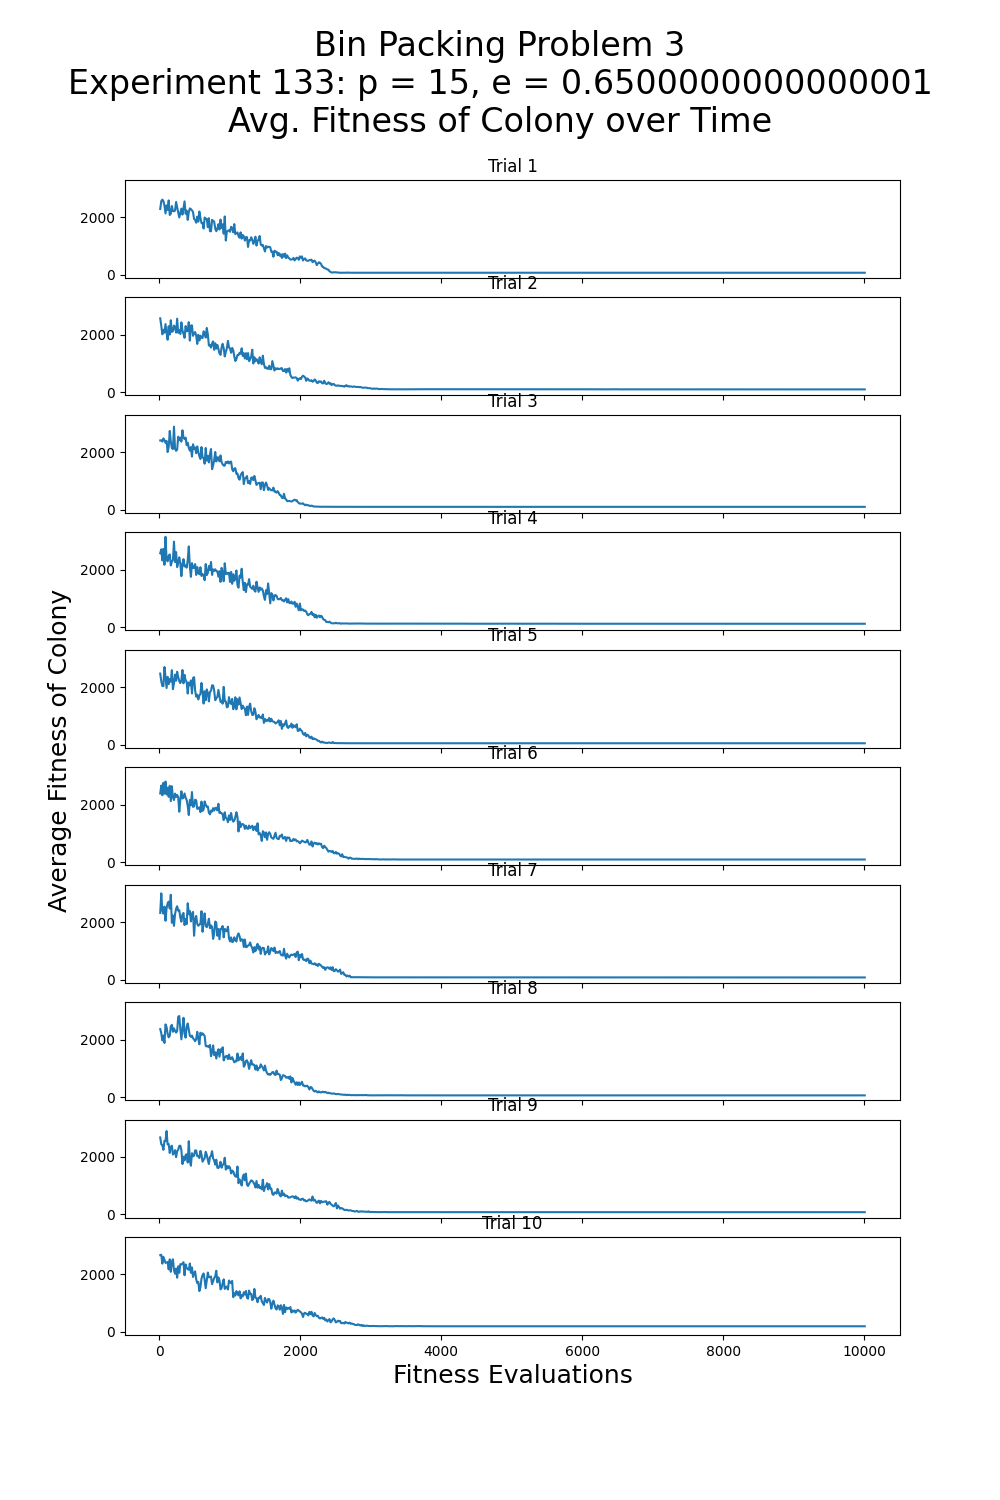 Bin Packing Problem 3
Experiment 133: p = 15, e = 0.6500000000000001
Avg. Fitness of Colony over Time
Trial 1
2000
0
Trial 2
2000
0
Trial 3
2000
0
Trial 4
2000
0
Trial 5
2000
0
Trial 6
2000
0
Trial 7
2000
0
Trial 8
2000
0
Trial 9
2000
0
Trial 10
2000
0
0 2000 4000 6000 8000 10000
Fitness Evaluations
Average Fitness of Colony